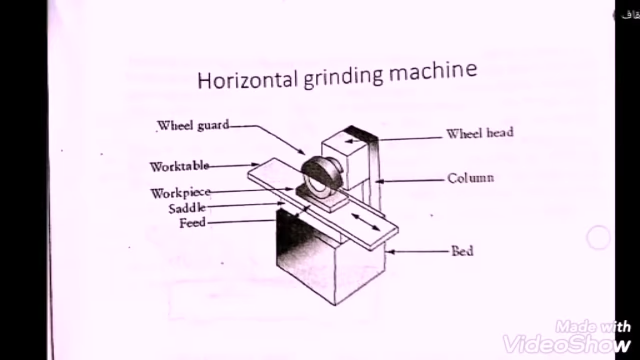 Horizontal grinding machine
Wheel guard
Wheel head
Worktable
Workpiece
Column
Saddle
Feed
Bed
Made with
VideoShow